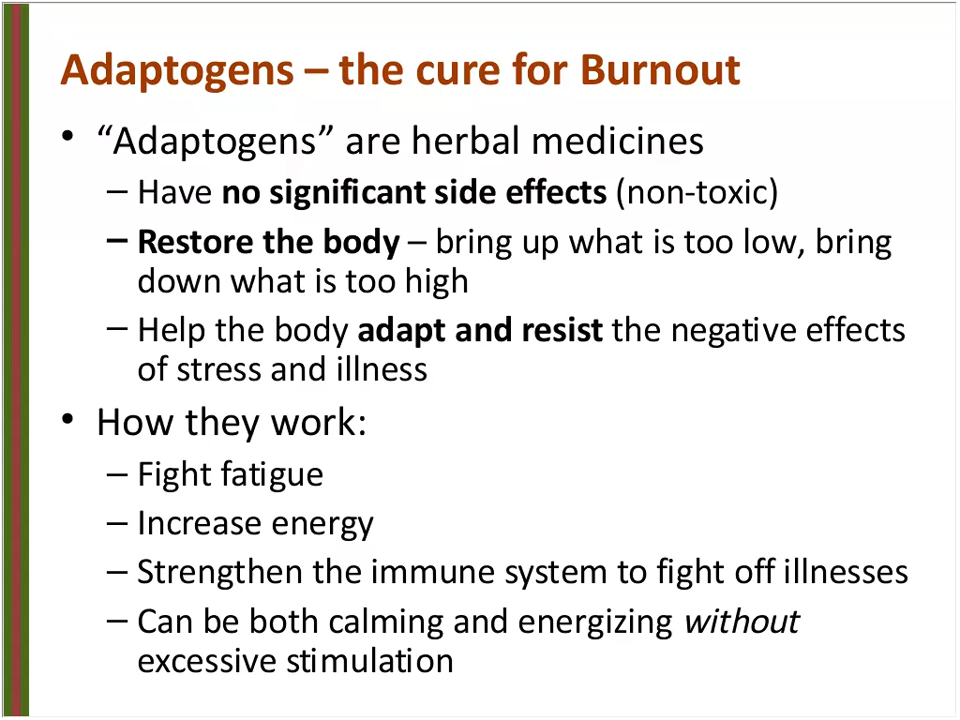 Adaptogens – the cure for Burnout
• “Adaptogens” are herbal medicines
– Have no significant side effects (non-toxic)
– Restore the body – bring up what is too low, bring
down what is too high
– Help the body adapt and resist the negative effects
of stress and illness
• How they work:
– Fight fatigue
– Increase energy
– Strengthen the immune system to fight off illnesses
– Can be both calming and energizing without
excessive stimulation